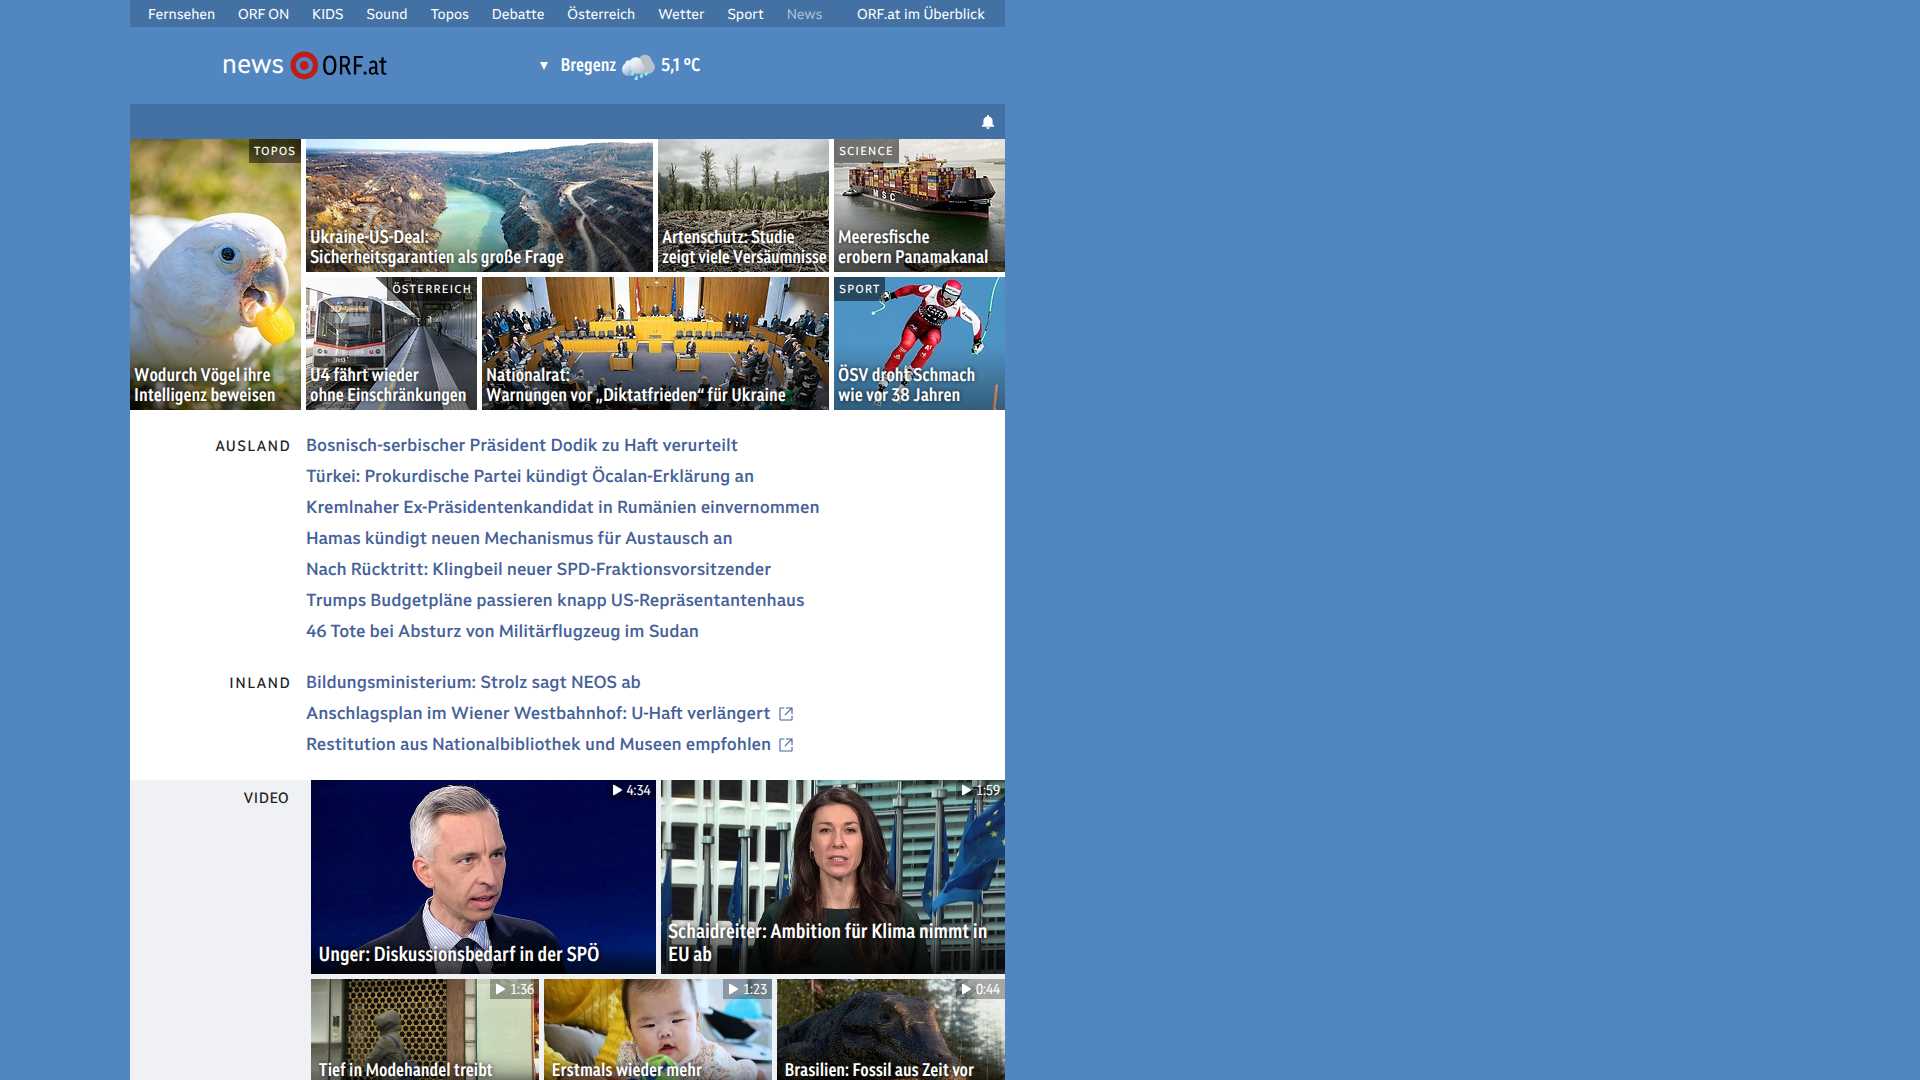 Fernsehen ORF ON KIDS Sound Topos Debatte Österreich Wetter Sport News ORF.at im Überblick
news ORF.at
▼ Bregenz 5,1 °C
TOPOS
Wodurch Vögel ihre
Intelligenz beweisen
Ukraine-US-Deal:
Sicherheitsgarantien als große Frage
Artenschutz: Studie
zeigt viele Versäumnisse
SCIENCE
MSC
Meeresfische
erobern Panamakanal
ÖSTERREICH
U4 fährt wieder
ohne Einschränkungen
Nationalrat:
Warnungen vor „Diktatfrieden“ für Ukraine
SPORT
ÖSV droht Schmach
wie vor 38 Jahren
AUSLAND
Bosnisch-serbischer Präsident Dodik zu Haft verurteilt
Türkei: Prokurdische Partei kündigt Öcalan-Erklärung an
Kremlnaher Ex-Präsidentenkandidat in Rumänien einvernommen
Hamas kündigt neuen Mechanismus für Austausch an
Nach Rücktritt: Klingbeil neuer SPD-Fraktionsvorsitzender
Trumps Budgetpläne passieren knapp US-Repräsentantenhaus
46 Tote bei Absturz von Militärflugzeug im Sudan
INLAND
Bildungsministerium: Strolz sagt NEOS ab
Anschlagsplan im Wiener Westbahnhof: U-Haft verlängert
Restitution aus Nationalbibliothek und Museen empfohlen
VIDEO
4:34
Unger: Diskussionsbedarf in der SPÖ
1:59
Schaidreiter: Ambition für Klima nimmt in
EU ab
1:36
Tief in Modehandel treibt
1:23
Erstmals wieder mehr
0:44
Brasilien: Fossil aus Zeit vor